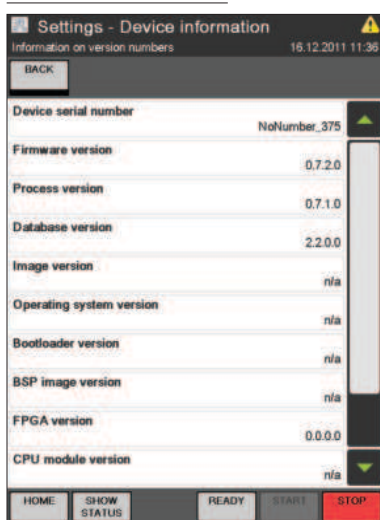 Settings - Device information
Information on version numbers 16.12.2011 11:36
BACK
Device serial number
NoNumber_375
Firmware version
0.7.2.0
Process version
0.7.1.0
Database version
2.2.0.0
Image version
n/a
Operating system version
n/a
Bootloader version
n/a
BSP image version
n/a
FPGA version
0.0.0.0
CPU module version
n/a
HOME SHOW STATUS READY START STOP